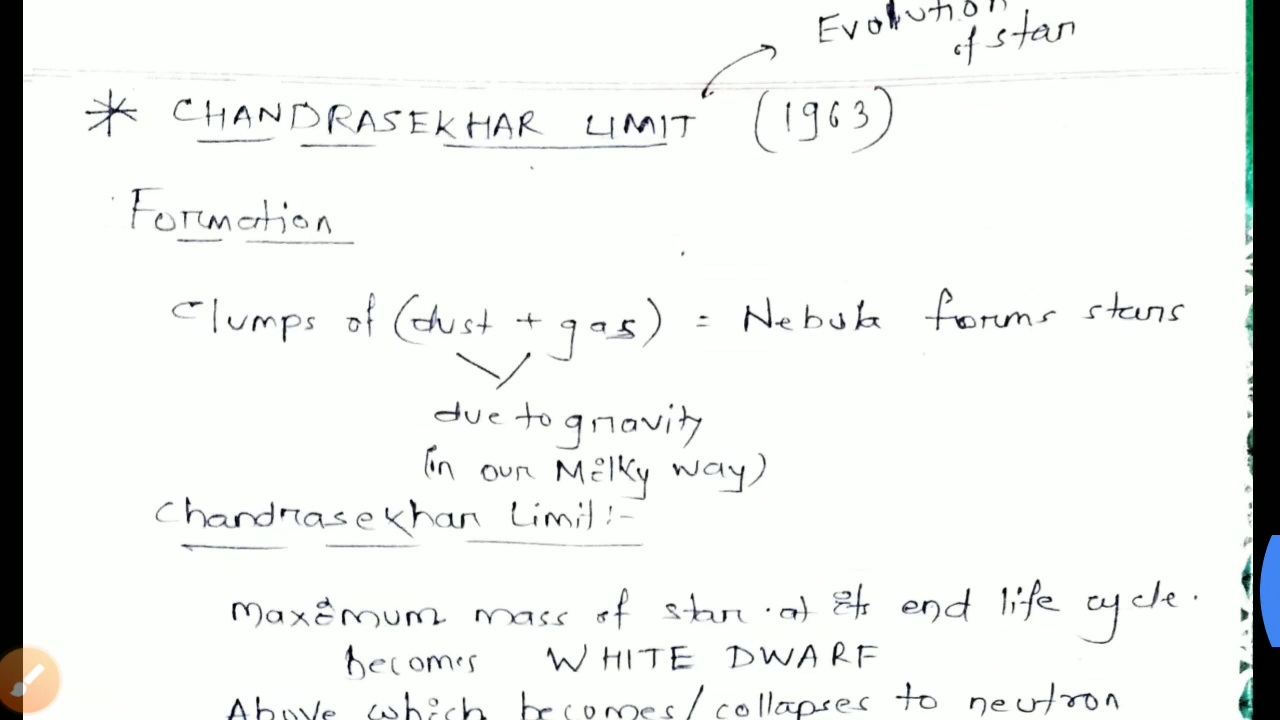 Evolution
of star
* CHANDRASEKHAR LIMIT (1963)
Formation
Clumps of (dust + gas) = Nebula forms stars
due to gravity
(in our Milky way)
Chandrasekhar Limit :-
Maximum mass of star at its end life cycle.
becomes WHITE DWARF
Above which becomes/collapses to neutron